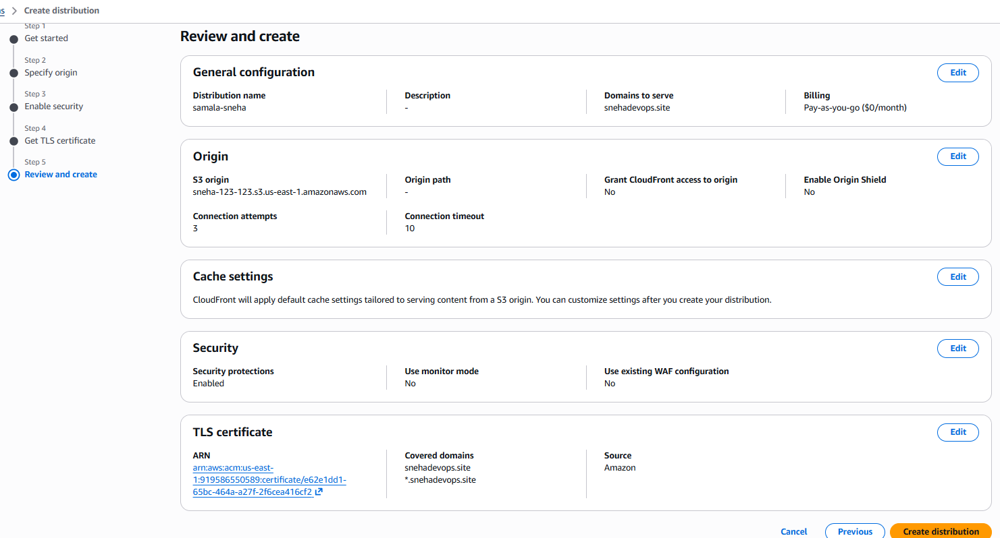 s > Create distribution
Step 1
Get started
Step 2
Specify origin
Step 3
Enable security
Step 4
Get TLS certificate
Step 5
Review and create
Review and create
General configuration
Edit
Distribution name
samala-sneha
Description
-
Domains to serve
snehadevops.site
Billing
Pay-as-you-go ($0/month)
Origin
Edit
S3 origin
sneha-123-123.s3.us-east-1.amazonaws.com
Origin path
-
Grant CloudFront access to origin
No
Enable Origin Shield
No
Connection attempts
3
Connection timeout
10
Cache settings
Edit
CloudFront will apply default cache settings tailored to serving content from a S3 origin. You can customize settings after you create your distribution.
Security
Edit
Security protections
Enabled
Use monitor mode
No
Use existing WAF configuration
No
TLS certificate
Edit
ARN
arn:aws:acm:us-east-
1:919586550589:certificate/e62e1dd1-
65bc-464a-a27f-2f6cea416cf2
Covered domains
snehadevops.site
*.snehadevops.site
Source
Amazon
Cancel
Previous
Create distribution